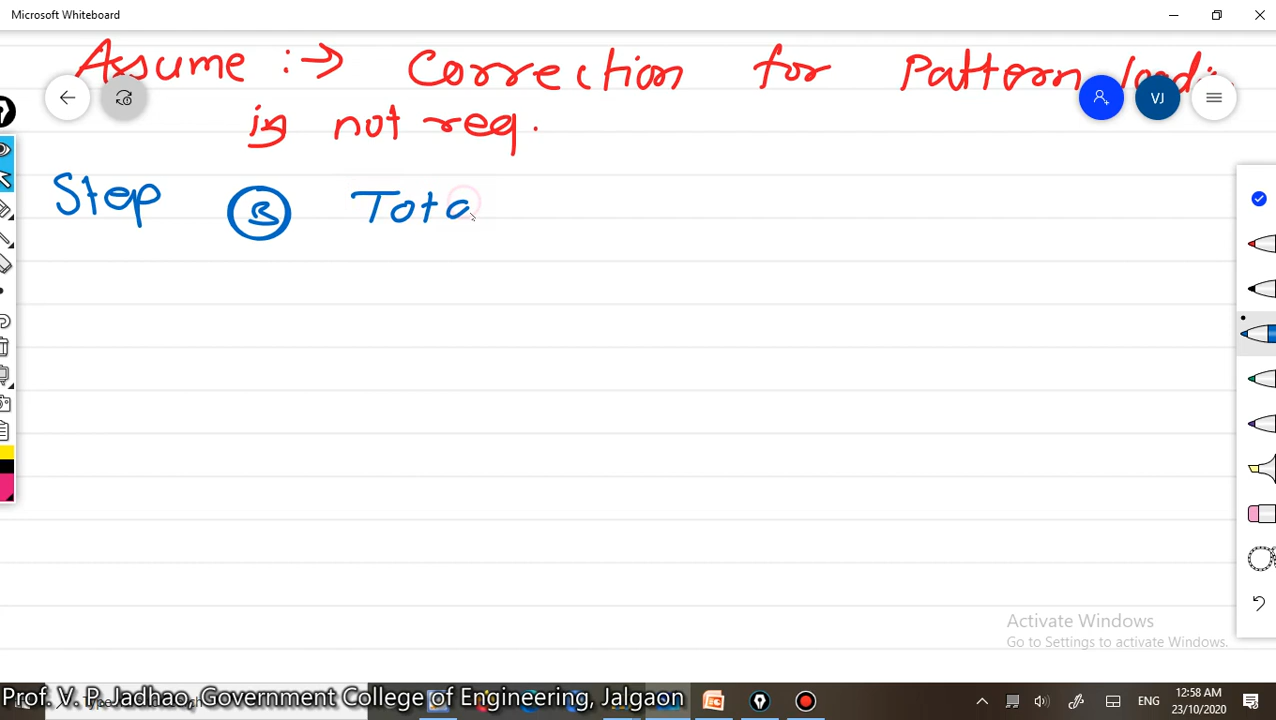 Microsoft Whiteboard
Assume :→ Correction for Pattern
is not req.
VJ
Step ③ Tota
Activate Windows
Go to Settings to activate Windows.
Prof. V. P. Jadhao, Government College of Engineering, Jalgaon
ENG
12:58 AM
23/10/2020